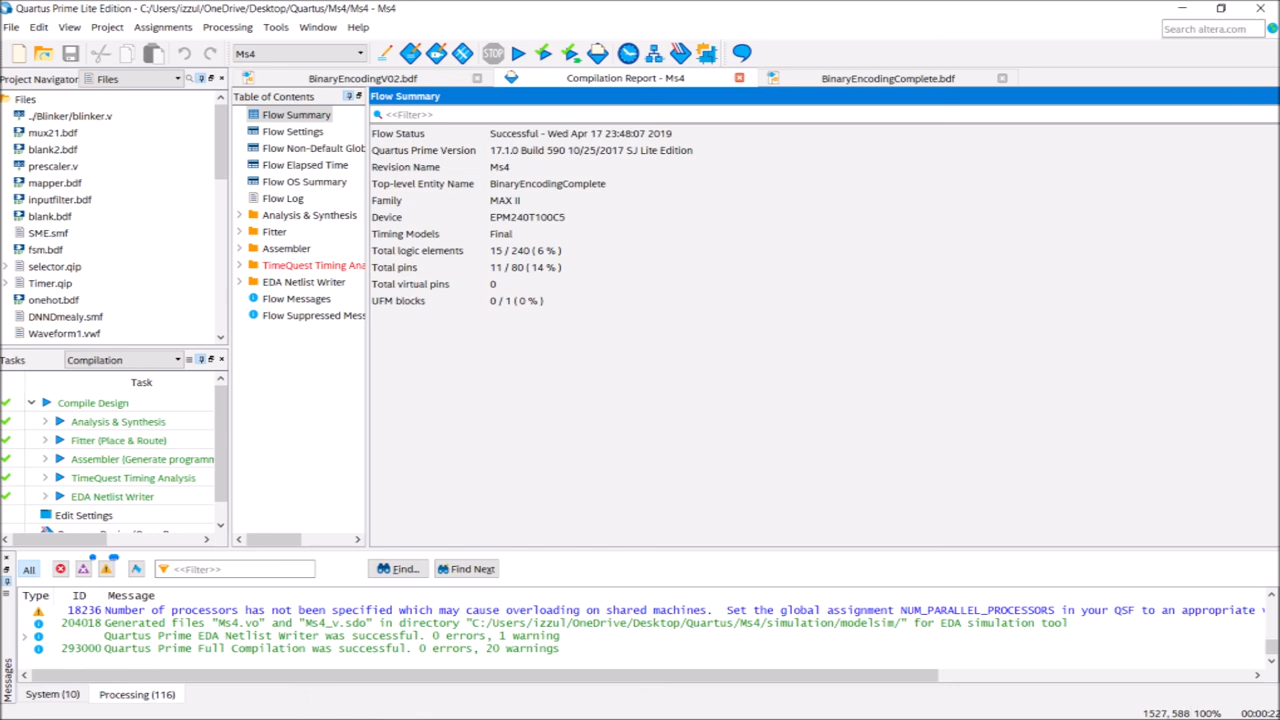 Quartus Prime Lite Edition - C:/Users/izzul/OneDrive/Desktop/Quartus/Ms4/Ms4 - Ms4
File Edit View Project Assignments Processing Tools Window Help
Search altera.com
Ms4
STOP
Project Navigator Files
BinaryEncodingV02.bdf
Compilation Report - Ms4
BinaryEncodingComplete.bdf
Files
../Blinker/blinker.v
mux21.bdf
blank2.bdf
prescaler.v
mapper.bdf
inputfilter.bdf
blank.bdf
SME.smf
fsm.bdf
selector.qip
Timer.qip
onehot.bdf
DNNDmealy.smf
Waveform1.vwf
Table of Contents
Flow Summary
Flow Settings
Flow Non-Default Glob
Flow Elapsed Time
Flow OS Summary
Flow Log
Analysis & Synthesis
Fitter
Assembler
TimeQuest Timing Ana
EDA Netlist Writer
Flow Messages
Flow Suppressed Mess
Flow Summary
<<Filter>>
Flow Status Successful - Wed Apr 17 23:48:07 2019
Quartus Prime Version 17.1.0 Build 590 10/25/2017 SJ Lite Edition
Revision Name Ms4
Top-level Entity Name BinaryEncodingComplete
Family MAX II
Device EPM240T100C5
Timing Models Final
Total logic elements 15 / 240 ( 6 % )
Total pins 11 / 80 ( 14 % )
Total virtual pins 0
UFM blocks 0 / 1 ( 0 % )
Tasks Compilation
Task
Compile Design
Analysis & Synthesis
Fitter (Place & Route)
Assembler (Generate programm
TimeQuest Timing Analysis
EDA Netlist Writer
Edit Settings
All <<Filter>> Find... Find Next
Type ID Message
18236 Number of processors has not been specified which may cause overloading on shared machines. Set the global assignment NUM_PARALLEL_PROCESSORS in your QSF to an appropriate v
204018 Generated files "Ms4.vo" and "Ms4_v.sdo" in directory "C:/Users/izzul/OneDrive/Desktop/Quartus/Ms4/simulation/modelsim/" for EDA simulation tool
Quartus Prime EDA Netlist Writer was successful. 0 errors, 1 warning
293000 Quartus Prime Full Compilation was successful. 0 errors, 20 warnings
Messages
System (10) Processing (116)
1527, 588 100% 00:00:22